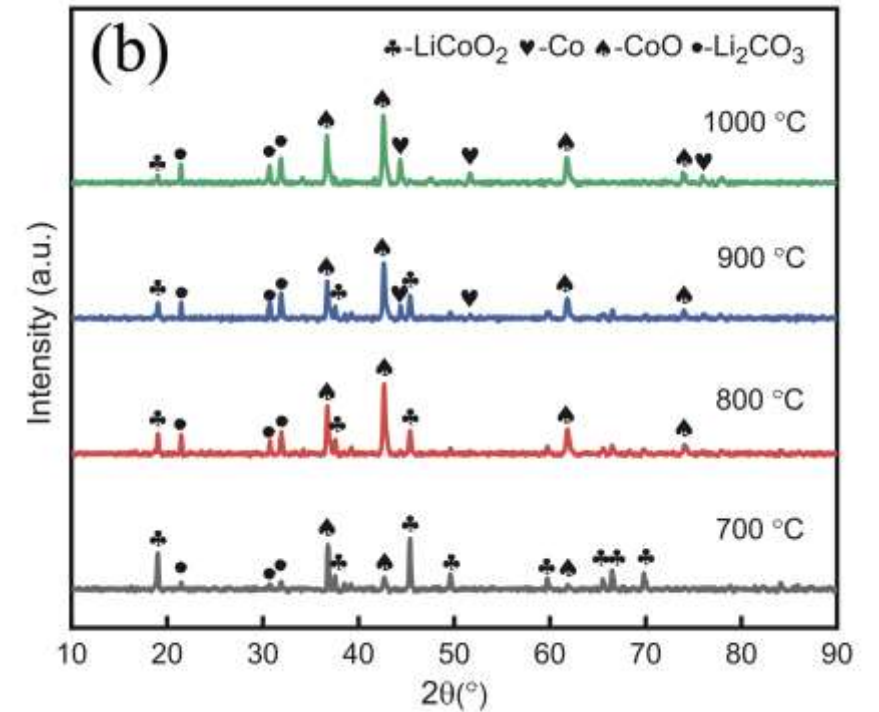 (b)
♣-LiCoO₂ ♥-Co ♠-CoO ●-Li₂CO₃
1000 °C
900 °C
800 °C
700 °C
Intensity (a.u.)
10 20 30 40 50 60 70 80 90
2θ(°)